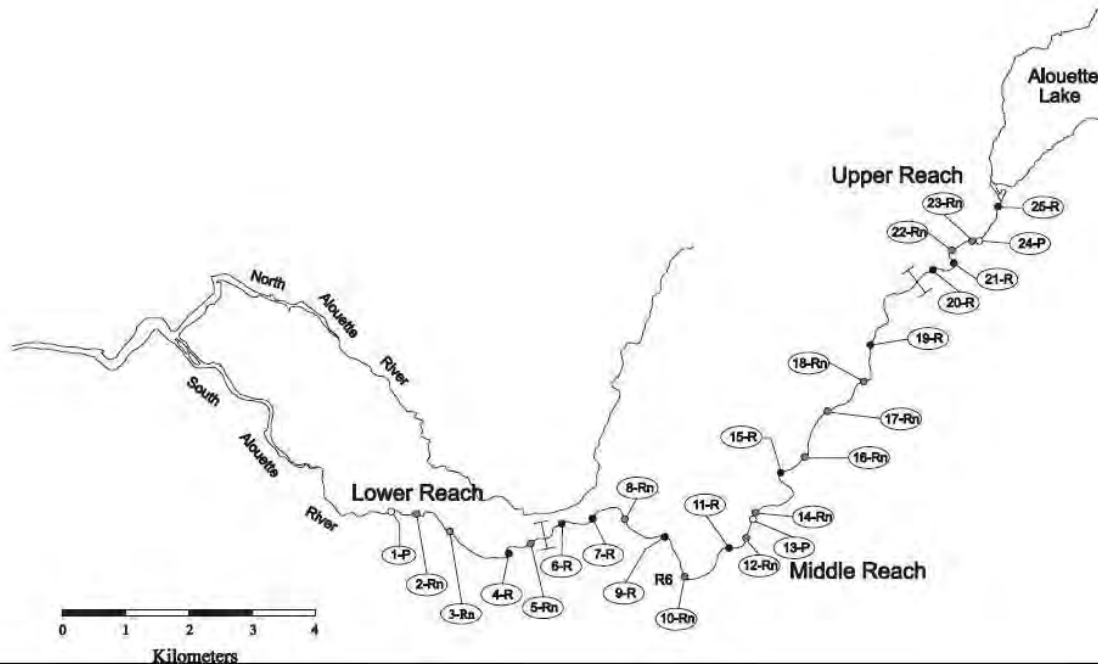 Alouette
Lake
Upper Reach
23-Rn
25-R
22-Rn
24-P
21-R
20-R
North
Alouette
River
19-R
18-Rn
South
17-Rn
Alouette
15-R
16-Rn
Lower Reach
8-Rn
11-R
14-Rn
River
1-P
6-R
7-R
13-P
2-Rn
12-Rn
Middle Reach
4-R
9-R
R6
3-Rn
5-Rn
10-Rn
0 1 2 3 4
Kilometers